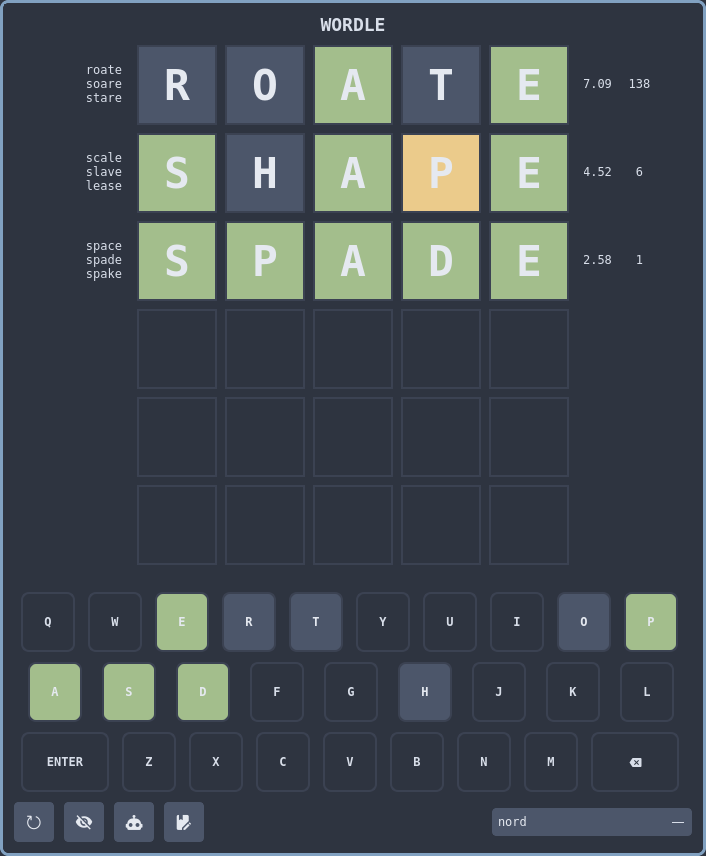 WORDLE
roate
soare
stare
R O A T E 7.09 138
scale
slave
lease
S H A P E 4.52 6
space
spade
spake
S P A D E 2.58 1
Q W E R T Y U I O P
A S D F G H J K L
ENTER Z X C V B N M
nord